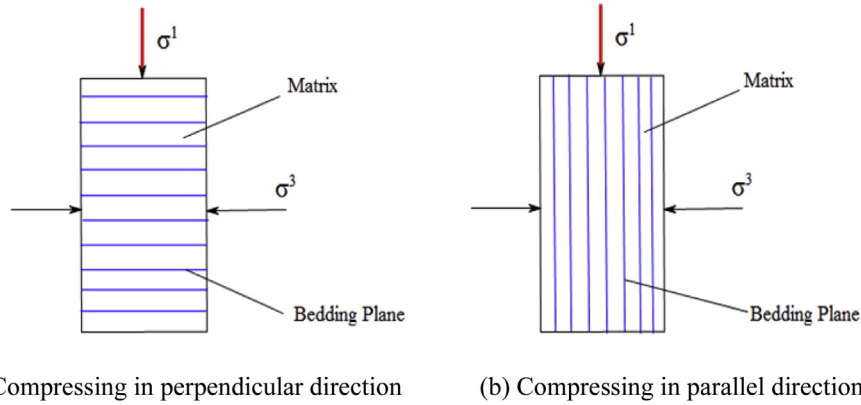 σ¹
Matrix
σ³
Bedding Plane
Compressing in perpendicular direction
σ¹
Matrix
σ³
Bedding Plane
(b) Compressing in parallel direction